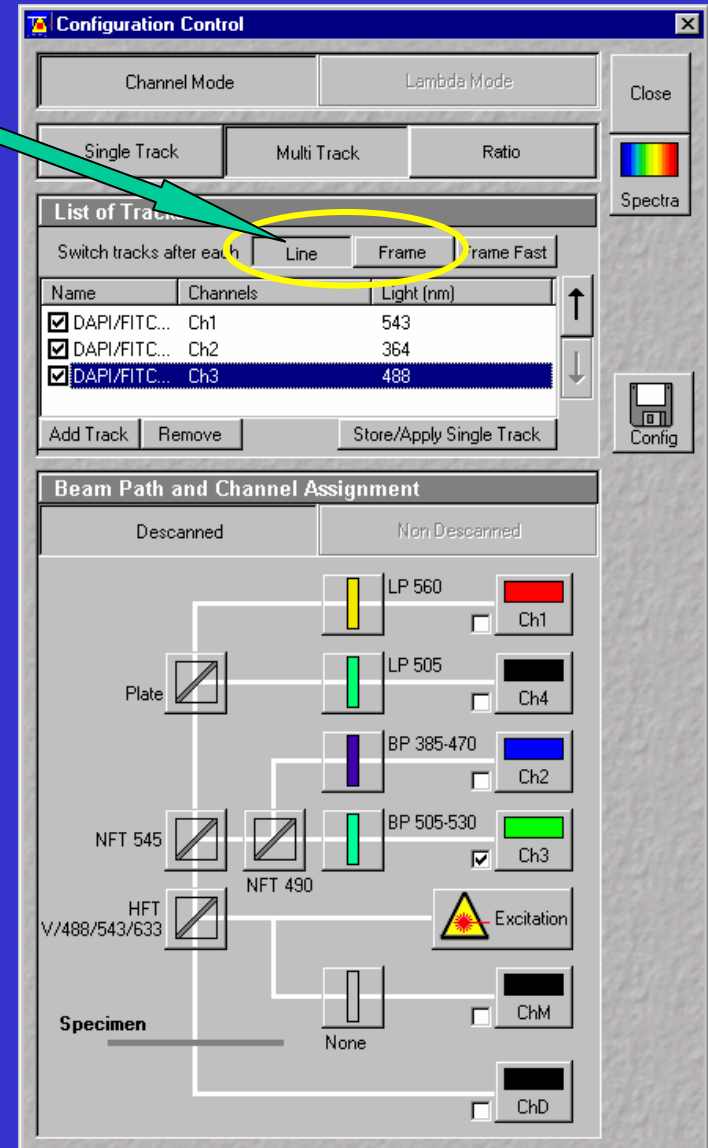 Configuration Control
Channel Mode Lambda Mode
Close
Single Track Multi Track Ratio
Spectra
List of Tracks
Switch tracks after each Line Frame Frame Fast
Name Channels Light (nm)
DAPI/FITC... Ch1 543
DAPI/FITC... Ch2 364
DAPI/FITC... Ch3 488
Add Track Remove Store/Apply Single Track
Config
Beam Path and Channel Assignment
Descanned Non Descanned
LP 560
Ch1
Plate
LP 505
Ch4
BP 385-470
Ch2
NFT 545
BP 505-530
Ch3
NFT 490
HFT
V/488/543/633
Excitation
ChM
Specimen
None
ChD